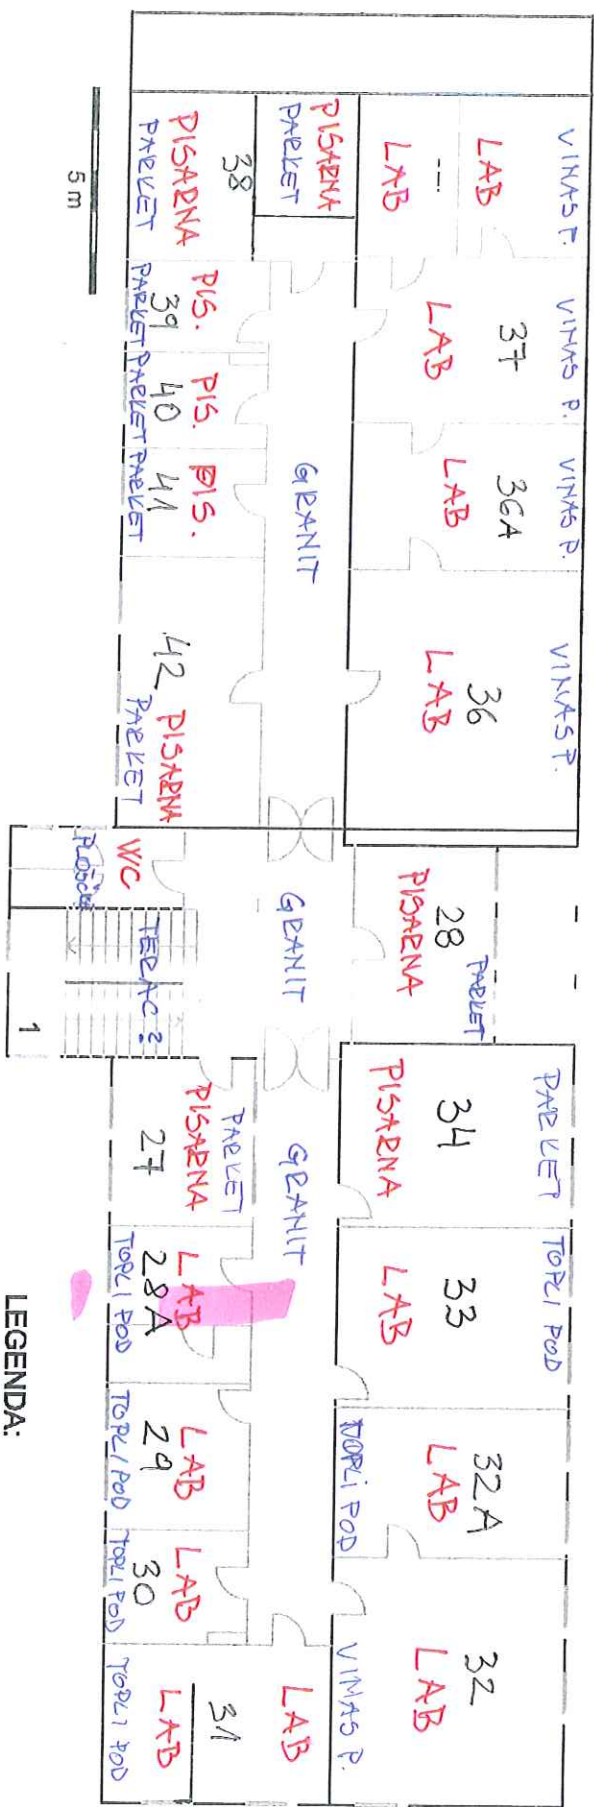 VINAS P.
LAB
---
LAB
PISARNA
PARKET
38
PISARNA
PARKET
VINAS P.
37
LAB
PIS.
39
PARKET
VINAS P.
36A
LAB
PIS.
40
PARKET
GRANIT
PIS.
41
PARKET
VINAS P.
36
LAB
42 PISARNA
PARKET
5 m
PARKET
28
PISARNA
GRANIT
WC
PLOŠČICE
TERAC?
1
PARKET
34
PISARNA
GRANIT
PARKET
PISARNA
27
TOPLI POD
33
LAB
LAB
28A
TOPLI POD
32A
LAB
TOPLI POD
LAB
29
TOPLI POD
LAB
30
TOPLI POD
32
LAB
VIMAS P.
LAB
31
LAB
TOPLI POD
LEGENDA: